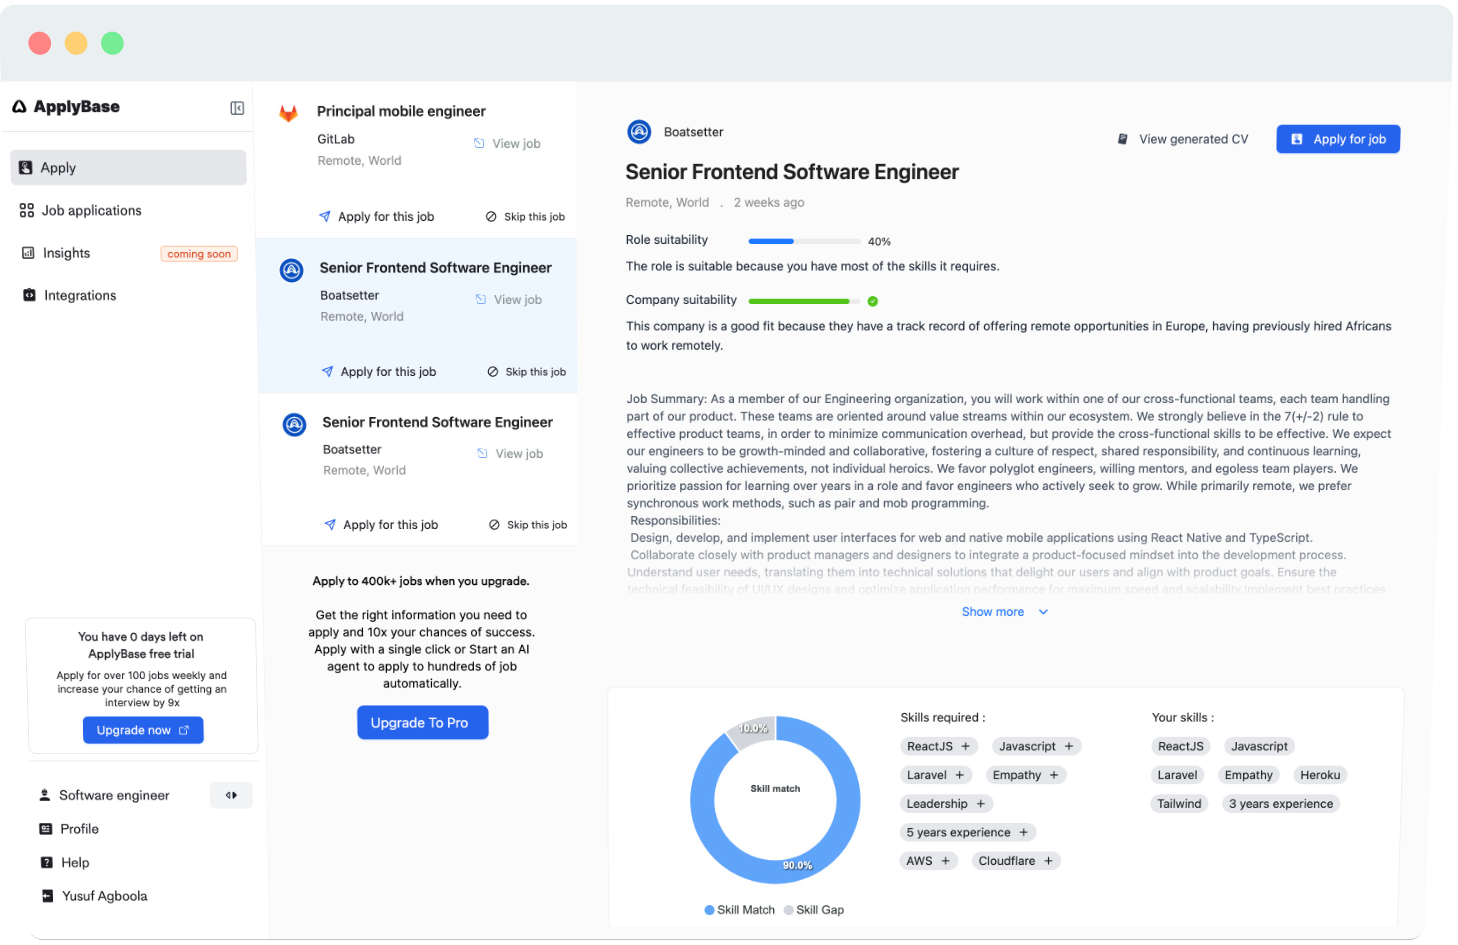 ApplyBase
Apply
Job applications
Insights
coming soon
Integrations
You have 0 days left on
ApplyBase free trial
Apply for over 100 jobs weekly and
increase your chance of getting an
interview by 9x
Upgrade now
Software engineer
Profile
Help
Yusuf Agboola
Principal mobile engineer
GitLab
View job
Remote, World
Apply for this job
Skip this job
Senior Frontend Software Engineer
Boatsetter
View job
Remote, World
Apply for this job
Skip this job
Senior Frontend Software Engineer
Boatsetter
View job
Remote, World
Apply for this job
Skip this job
Apply to 400k+ jobs when you upgrade.
Get the right information you need to
apply and 10x your chances of success.
Apply with a single click or Start an AI
agent to apply to hundreds of job
automatically.
Upgrade To Pro
Boatsetter
View generated CV
Apply for job
Senior Frontend Software Engineer
Remote, World . 2 weeks ago
Role suitability
40%
The role is suitable because you have most of the skills it requires.
Company suitability
This company is a good fit because they have a track record of offering remote opportunities in Europe, having previously hired Africans
to work remotely.
Job Summary: As a member of our Engineering organization, you will work within one of our cross-functional teams, each team handling
part of our product. These teams are oriented around value streams within our ecosystem. We strongly believe in the 7(+/-2) rule to
effective product teams, in order to minimize communication overhead, but provide the cross-functional skills to be effective. We expect
our engineers to be growth-minded and collaborative, fostering a culture of respect, shared responsibility, and continuous learning,
valuing collective achievements, not individual heroics. We favor polyglot engineers, willing mentors, and egoless team players. We
prioritize passion for learning over years in a role and favor engineers who actively seek to grow. While primarily remote, we prefer
synchronous work methods, such as pair and mob programming.
Responsibilities:
Design, develop, and implement user interfaces for web and native mobile applications using React Native and TypeScript.
Collaborate closely with product managers and designers to integrate a product-focused mindset into the development process.
Understand user needs, translating them into technical solutions that delight our users and align with product goals. Ensure the
technical feasibility of UI/UX designs and optimize application performance for maximum speed and scalability.Implement best practices
Show more
10.0%
Skill match
90.0%
Skill Match
Skill Gap
Skills required :
ReactJS +
Javascript +
Laravel +
Empathy +
Leadership +
5 years experience +
AWS +
Cloudflare +
Your skills :
ReactJS
Javascript
Laravel
Empathy
Heroku
Tailwind
3 years experience